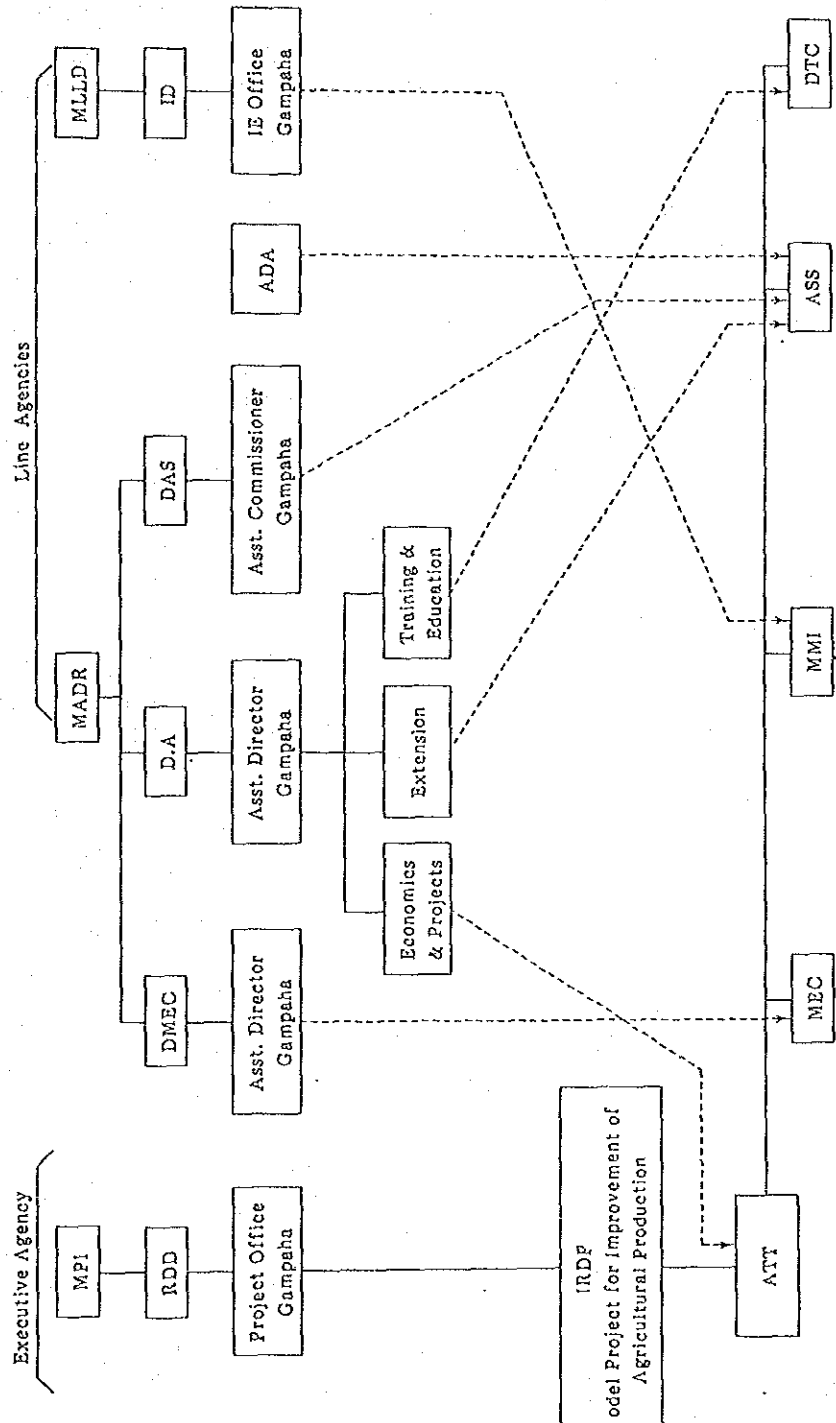 Executive Agency
Line Agencies
MPI
MADR
MLLD
RDD
DMEC
D.A
DAS
ID
Project Office
Gampaha
Asst. Director
Gampaha
Asst. Director
Gampaha
Asst. Commissioner
Gampaha
ADA
IE Office
Gampaha
Economics
& Projects
Extension
Training &
Education
IRDP
odel Project for Improvement of
Agricultural Production
ATT
MEC
MMI
ASS
DTC